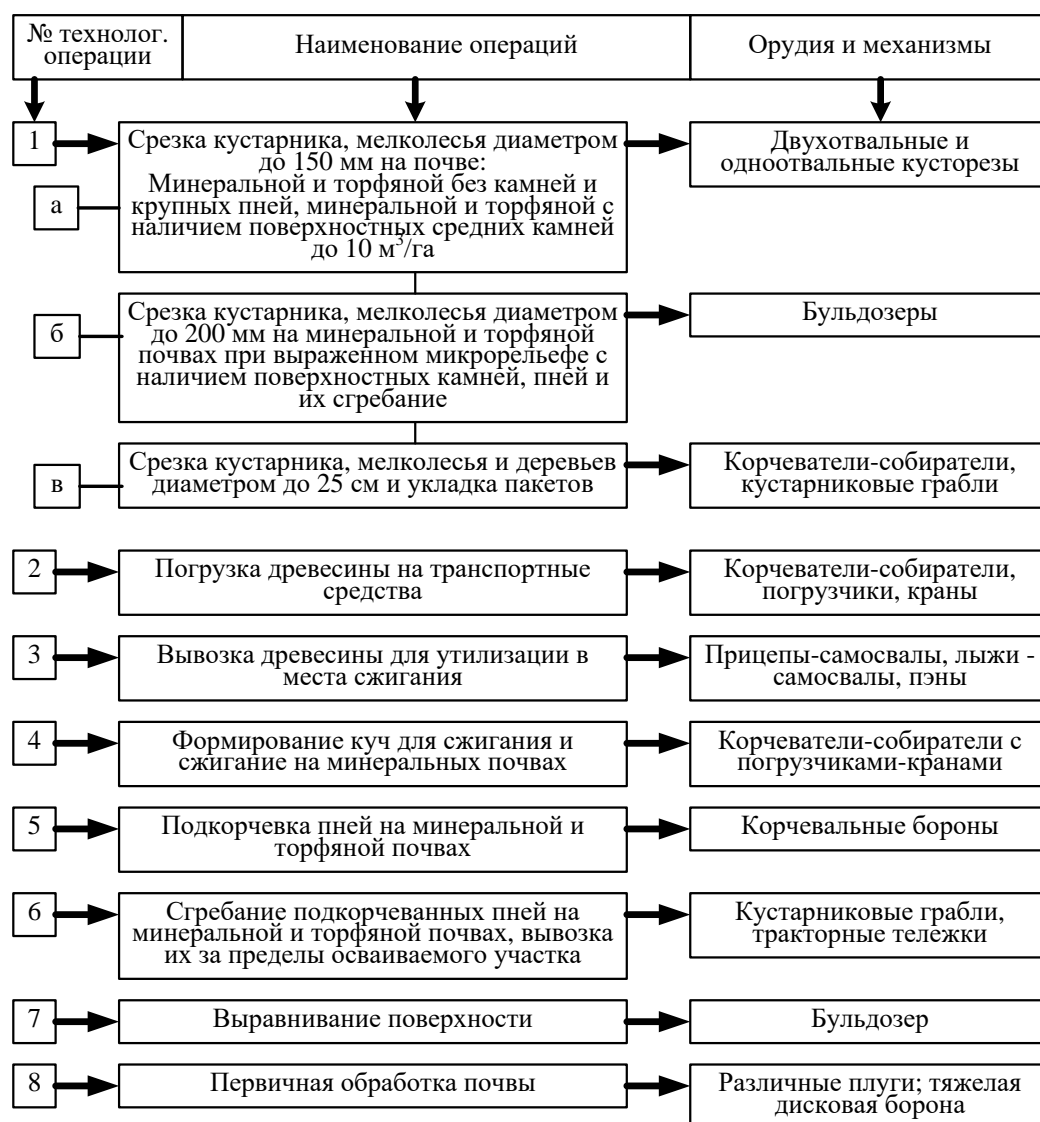 № технолог.
операции
Наименование операций
Орудия и механизмы
1
Срезка кустарника, мелколесья диаметром
до 150 мм на почве:
Минеральной и торфяной без камней и
крупных пней, минеральной и торфяной с
наличием поверхностных средних камней
до 10 м³/га
Двухотвальные и
одноотвальные кусторезы
а
б
Срезка кустарника, мелколесья диаметром
до 200 мм на минеральной и торфяной
почвах при выраженном микрорельефе с
наличием поверхностных камней, пней и
их сгребание
Бульдозеры
в
Срезка кустарника, мелколесья и деревьев
диаметром до 25 см и укладка пакетов
Корчеватели-собиратели,
кустарниковые грабли
2
Погрузка древесины на транспортные
средства
Корчеватели-собиратели,
погрузчики, краны
3
Вывозка древесины для утилизации в
места сжигания
Прицепы-самосвалы, лыжи -
самосвалы, пэны
4
Формирование куч для сжигания и
сжигание на минеральных почвах
Корчеватели-собиратели с
погрузчиками-кранами
5
Подкорчевка пней на минеральной и
торфяной почвах
Корчевальные бороны
6
Сгребание подкорчеванных пней на
минеральной и торфяной почвах, вывозка
их за пределы осваиваемого участка
Кустарниковые грабли,
тракторные тележки
7
Выравнивание поверхности
Бульдозер
8
Первичная обработка почвы
Различные плуги; тяжелая
дисковая борона